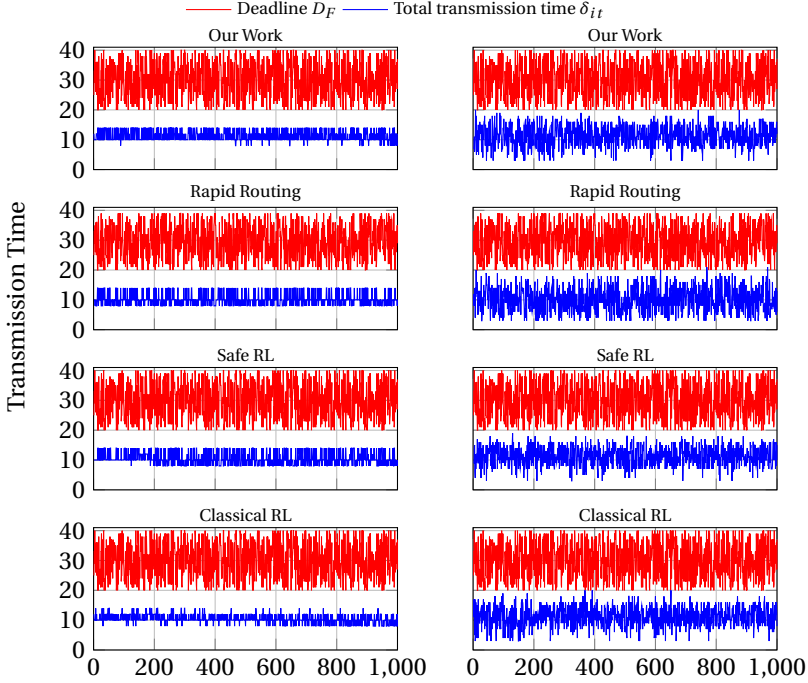 Deadline D_F Total transmission time δ_it
Our Work Our Work
40
30
20
10
0
Rapid Routing Rapid Routing
40
30
20
10
0
Safe RL Safe RL
40
30
20
10
0
Classical RL Classical RL
40
30
20
10
0
0 200 400 600 800 1,000 0 200 400 600 800 1,000
Transmission Time